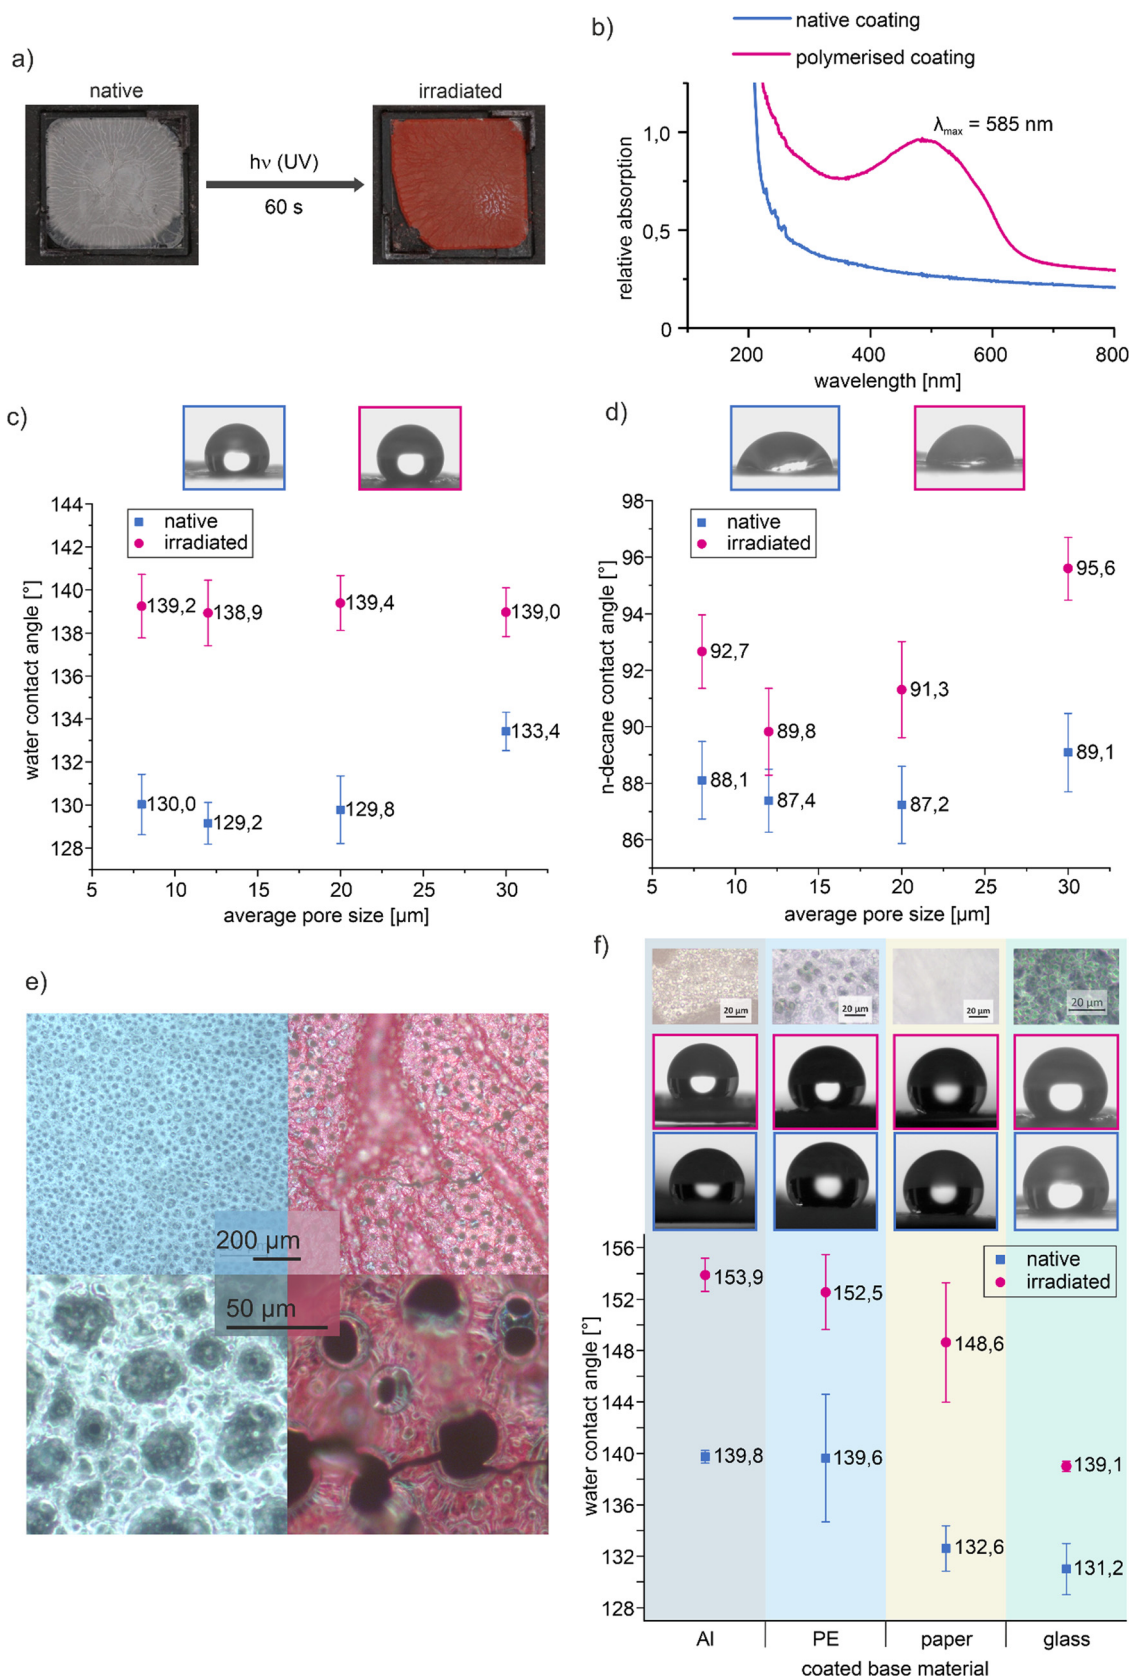 a)
native
irradiated
hν (UV)
60 s
b)
native coating
polymerised coating
λmax = 585 nm
relative absorption
1,0
0,5
0
200
400
600
800
wavelength [nm]
c)
144
142
140
138
136
134
132
130
128
water contact angle [°]
native
irradiated
139,2
138,9
139,4
139,0
130,0
129,2
129,8
133,4
5
10
15
20
25
30
average pore size [µm]
d)
98
96
94
92
90
88
86
n-decane contact angle [°]
native
irradiated
92,7
89,8
91,3
95,6
88,1
87,4
87,2
89,1
5
10
15
20
25
30
average pore size [µm]
e)
200 µm
50 µm
f)
20 µm
20 µm
20 µm
20 µm
156
152
148
144
140
136
132
128
water contact angle [°]
native
irradiated
153,9
152,5
148,6
139,1
139,8
139,6
132,6
131,2
Al
PE
paper
glass
coated base material